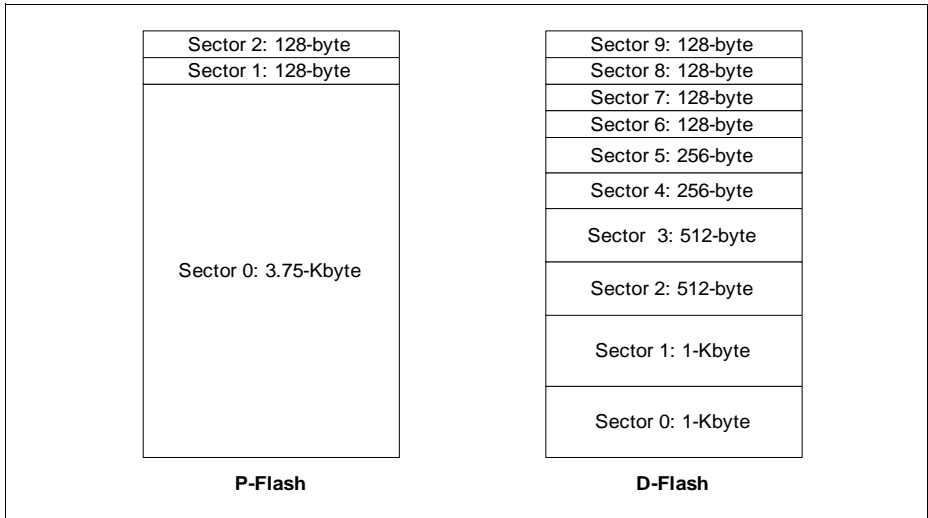 Sector 2: 128-byte
Sector 1: 128-byte
Sector 0: 3.75-Kbyte
P-Flash
Sector 9: 128-byte
Sector 8: 128-byte
Sector 7: 128-byte
Sector 6: 128-byte
Sector 5: 256-byte
Sector 4: 256-byte
Sector 3: 512-byte
Sector 2: 512-byte
Sector 1: 1-Kbyte
Sector 0: 1-Kbyte
D-Flash